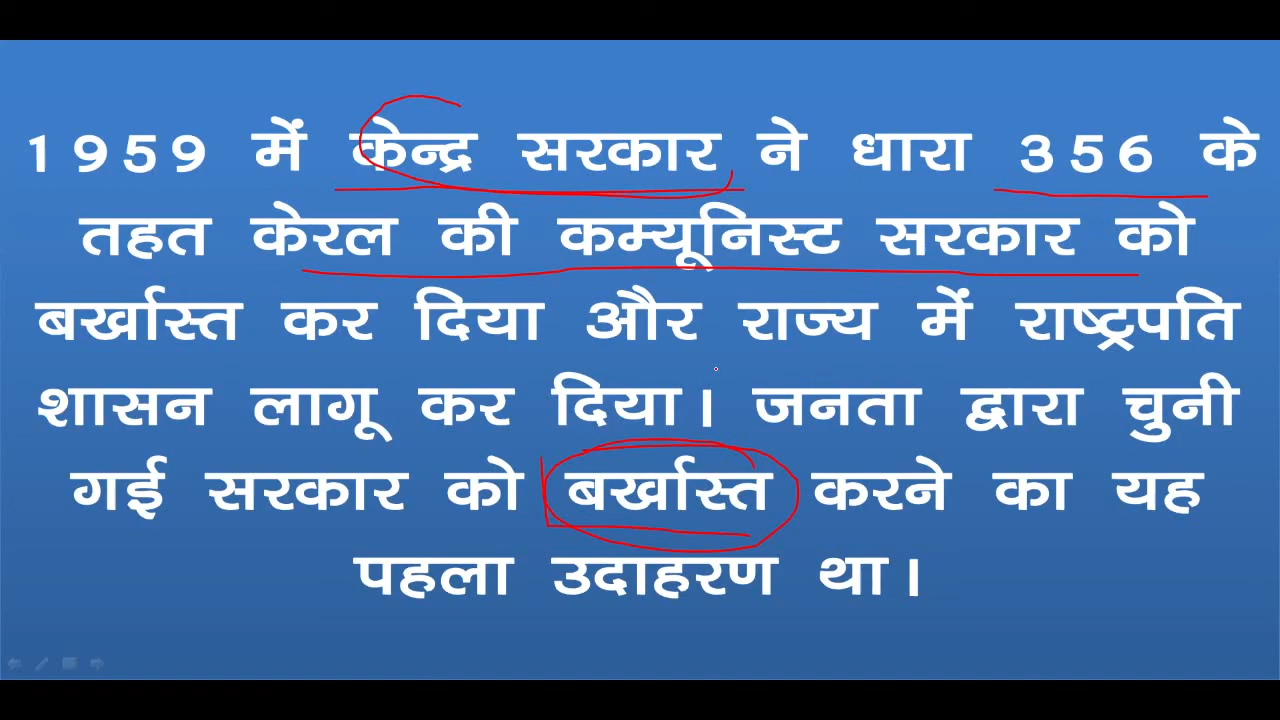 1959 में केन्द्र सरकार ने धारा 356 के
तहत केरल की कम्यूनिस्ट सरकार को
बर्खास्त कर दिया और राज्य में राष्ट्रपति
शासन लागू कर दिया। जनता द्वारा चुनी
गई सरकार को बर्खास्त करने का यह
पहला उदाहरण था।